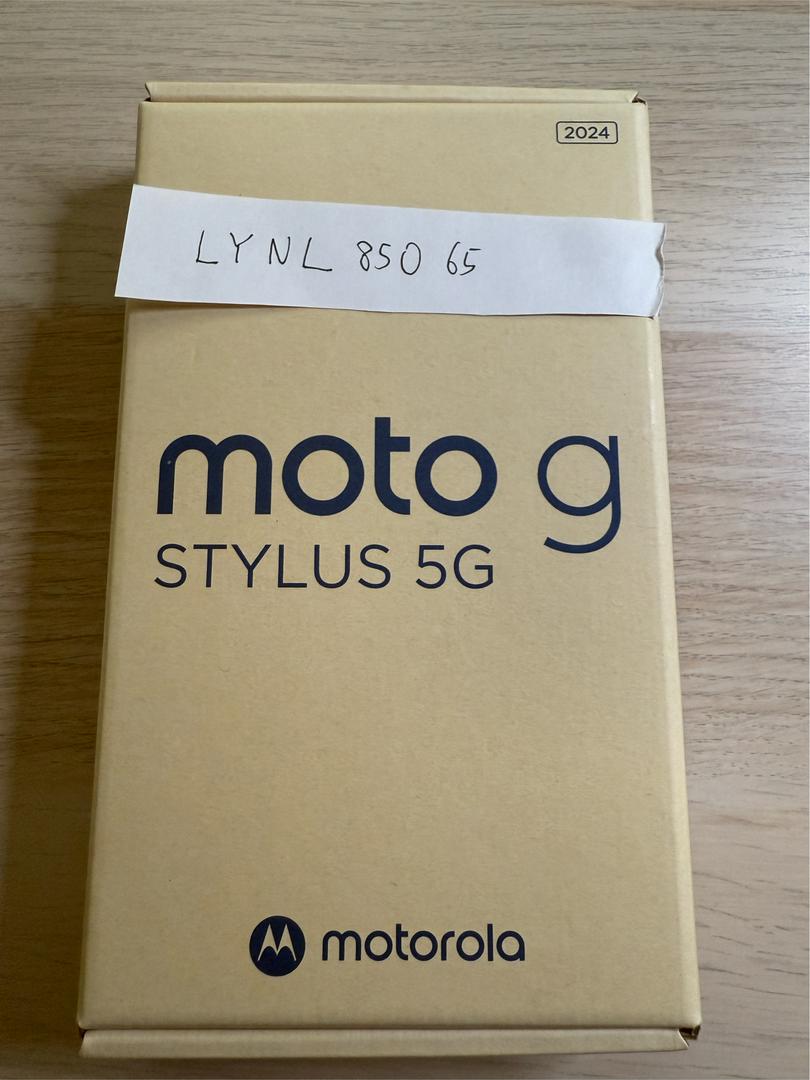 2024
LYNL 850 65
moto g
STYLUS 5G
motorola